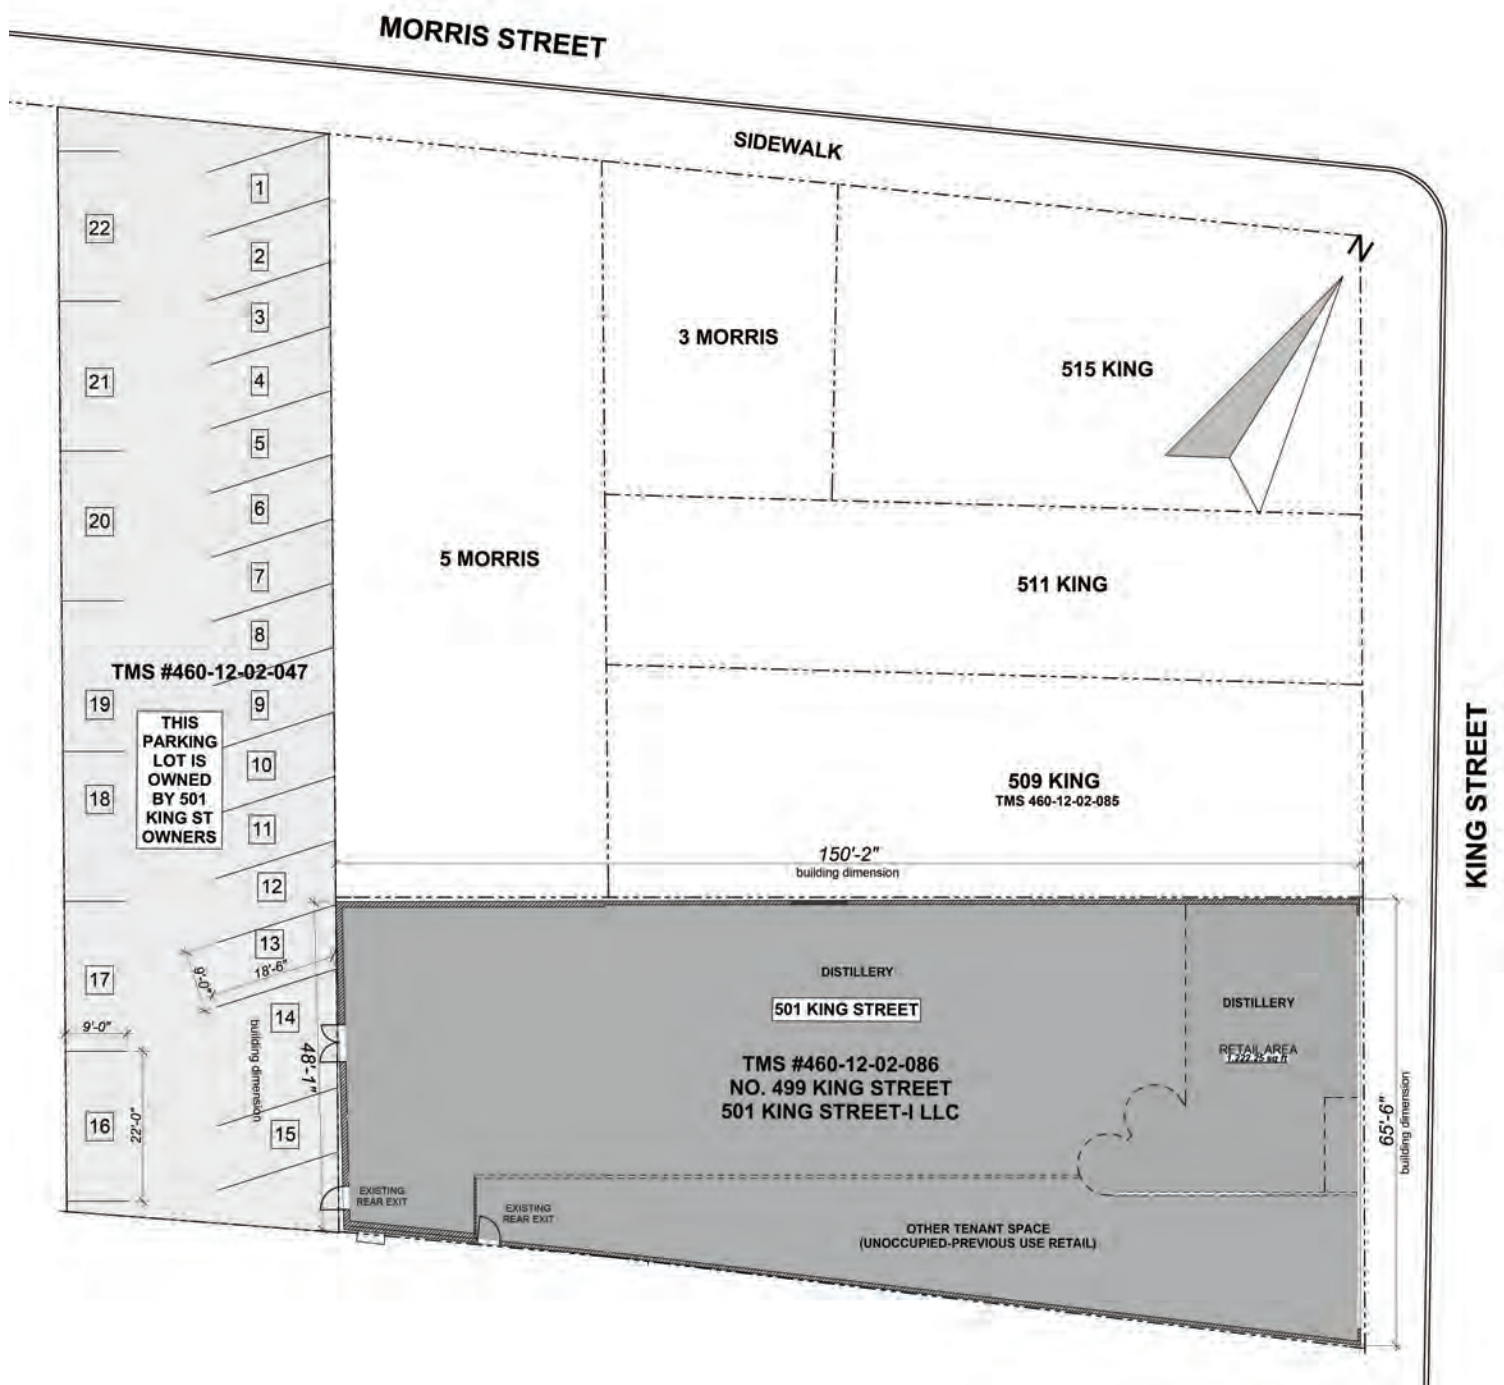 MORRIS STREET
SIDEWALK
N
1
22
2
3
3 MORRIS
515 KING
21
4
5
20
6
5 MORRIS
7
511 KING
8
TMS #460-12-02-047
19
9
THIS
PARKING
LOT IS
OWNED
BY 501
KING ST
OWNERS
10
18
11
509 KING
TMS 460-12-02-085
KING STREET
150'-2"
building dimension
12
13
18'-6"
9'-0"
17
14
9'-0"
building dimension
48'-1"
DISTILLERY
501 KING STREET
TMS #460-12-02-086
NO. 499 KING STREET
501 KING STREET-I LLC
DISTILLERY
RETAIL AREA
1,222.25 sq ft
65'-6"
building dimension
16
22'-0"
15
EXISTING
REAR EXIT
EXISTING
REAR EXIT
OTHER TENANT SPACE
(UNOCCUPIED-PREVIOUS USE RETAIL)